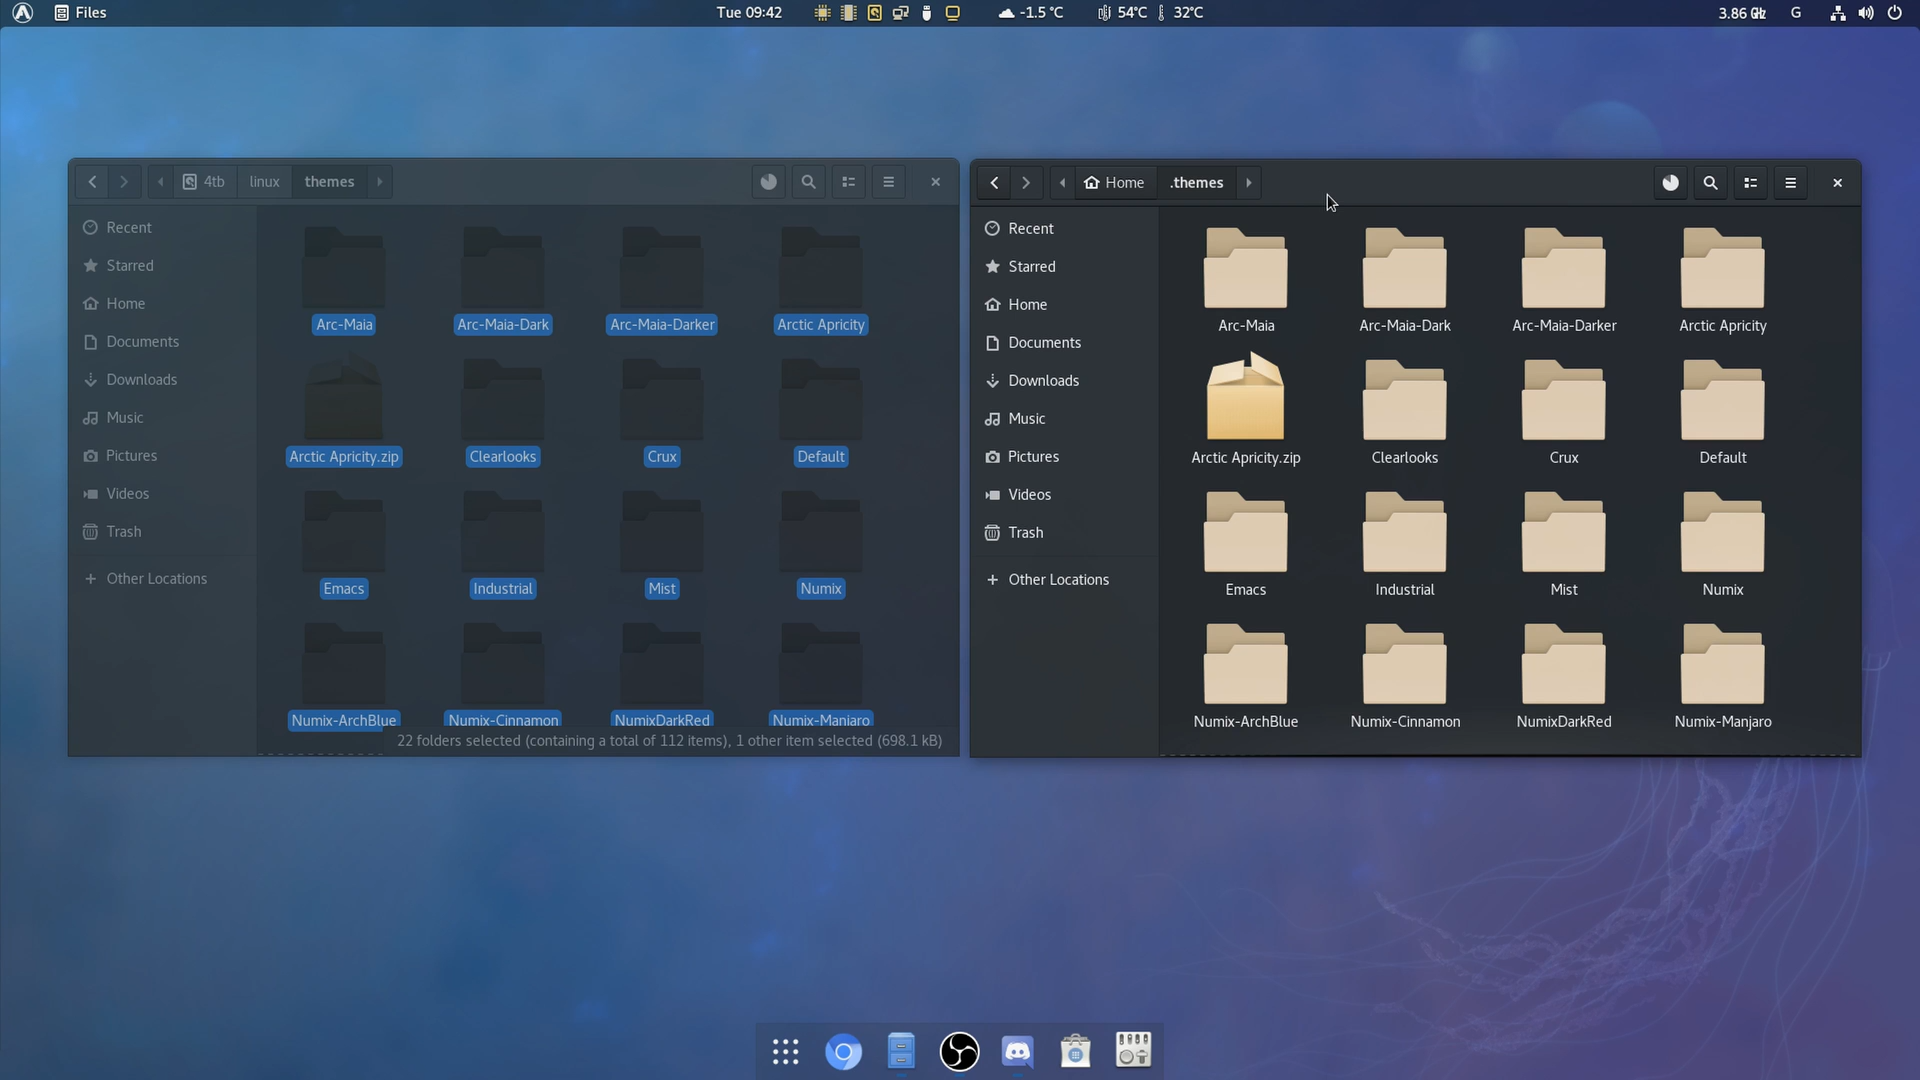 Files
Tue 09:42
-1.5 °C
54°C
32°C
3.86
G
4tb
linux
themes
Recent
Starred
Home
Documents
Downloads
Music
Pictures
Videos
Trash
Other Locations
Arc-Maia
Arc-Maia-Dark
Arc-Maia-Darker
Arctic Apricity
Arctic Apricity.zip
Clearlooks
Crux
Default
Emacs
Industrial
Mist
Numix
Numix-ArchBlue
Numix-Cinnamon
NumixDarkRed
Numix-Manjaro
22 folders selected (containing a total of 112 items), 1 other item selected (698.1 kB)
Home
.themes
Recent
Starred
Home
Documents
Downloads
Music
Pictures
Videos
Trash
Other Locations
Arc-Maia
Arc-Maia-Dark
Arc-Maia-Darker
Arctic Apricity
Arctic Apricity.zip
Clearlooks
Crux
Default
Emacs
Industrial
Mist
Numix
Numix-ArchBlue
Numix-Cinnamon
NumixDarkRed
Numix-Manjaro